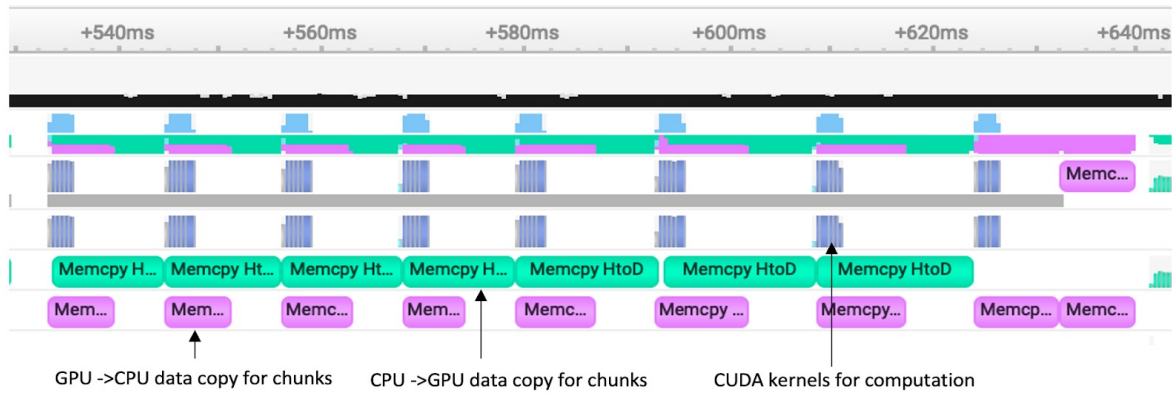 +540ms +560ms +580ms +600ms +620ms +640ms
Memc...
Memcpy H... Memcpy Ht... Memcpy Ht... Memcpy H... Memcpy HtoD Memcpy HtoD Memcpy HtoD
Mem... Mem... Memc... Mem... Memc... Memcpy ... Memcpy... Memcp... Memc...
GPU ->CPU data copy for chunks CPU ->GPU data copy for chunks CUDA kernels for computation